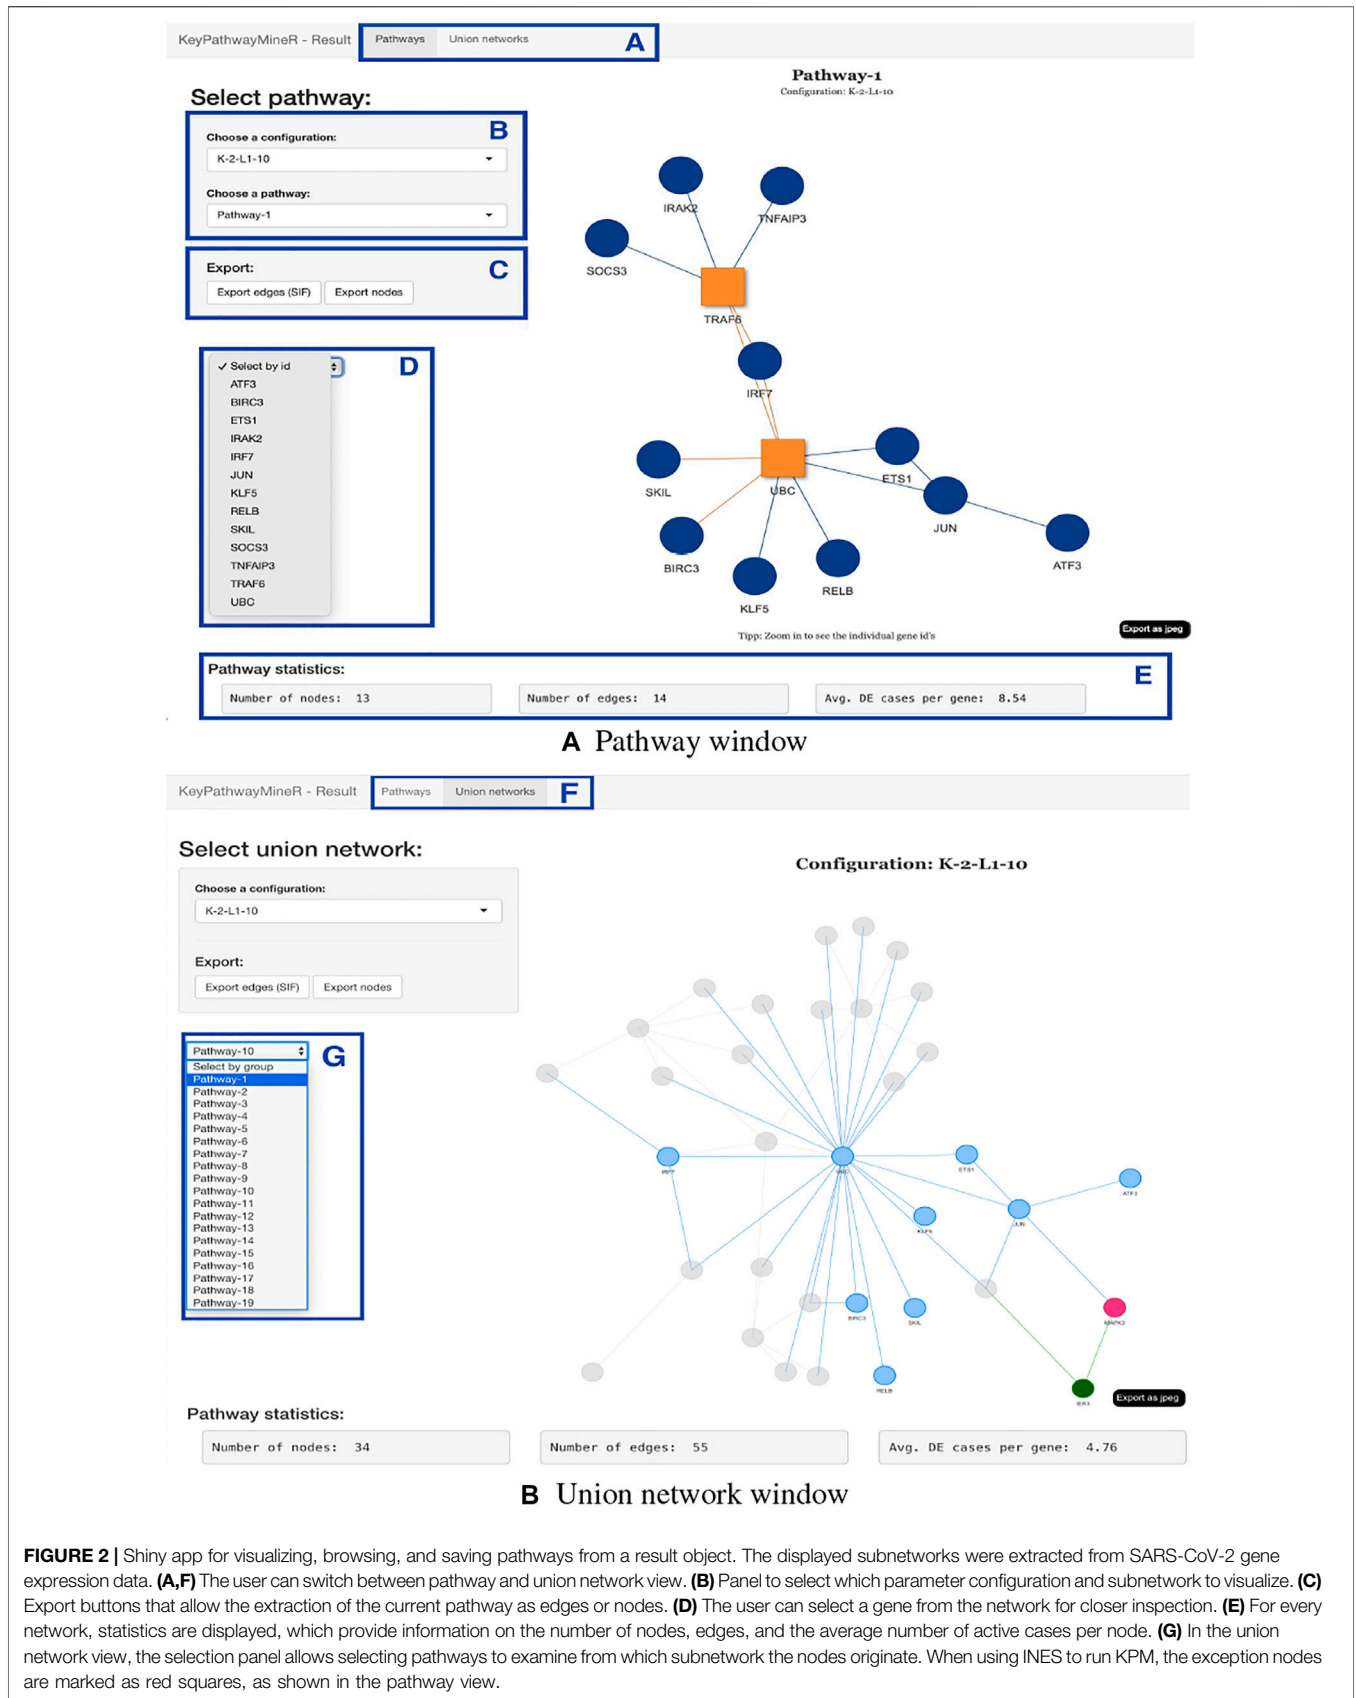 KeyPathwayMineR - Result Pathways Union networks A
Pathway-1
Configuration: K-2-L1-10
Select pathway:
B
Choose a configuration:
K-2-L1-10
Choose a pathway:
Pathway-1
C
Export:
Export edges (SIF) Export nodes
D
✓ Select by id
ATF3
BIRC3
ETS1
IRAK2
IRF7
JUN
KLF5
RELB
SKIL
SOCS3
TNFAIP3
TRAF6
UBC
IRAK2
TNFAIP3
SOCS3
TRAF6
IRF7
ETS1
SKIL
UBC
JUN
BIRC3
ATF3
RELB
KLF5
Tipp: Zoom in to see the individual gene id's
Export as jpeg
Pathway statistics:
E
Number of nodes: 13 Number of edges: 14 Avg. DE cases per gene: 8.54
A Pathway window
KeyPathwayMineR - Result Pathways Union networks F
Select union network:
Configuration: K-2-L1-10
Choose a configuration:
K-2-L1-10
Export:
Export edges (SIF) Export nodes
G
Pathway-10
Select by group
Pathway-1
Pathway-2
Pathway-3
Pathway-4
Pathway-5
Pathway-6
Pathway-7
Pathway-8
Pathway-9
Pathway-10
Pathway-11
Pathway-12
Pathway-13
Pathway-14
Pathway-15
Pathway-16
Pathway-17
Pathway-18
Pathway-19
IRF7
UBC
ETS1
ATF3
JUN
KLF5
BIRC3
SKIL
MAPK3
RELB
IER3
Export as jpeg
Pathway statistics:
Number of nodes: 34 Number of edges: 55 Avg. DE cases per gene: 4.76
B Union network window
FIGURE 2 | Shiny app for visualizing, browsing, and saving pathways from a result object. The displayed subnetworks were extracted from SARS-CoV-2 gene
expression data. (A,F) The user can switch between pathway and union network view. (B) Panel to select which parameter configuration and subnetwork to visualize. (C)
Export buttons that allow the extraction of the current pathway as edges or nodes. (D) The user can select a gene from the network for closer inspection. (E) For every
network, statistics are displayed, which provide information on the number of nodes, edges, and the average number of active cases per node. (G) In the union
network view, the selection panel allows selecting pathways to examine from which subnetwork the nodes originate. When using INES to run KPM, the exception nodes
are marked as red squares, as shown in the pathway view.